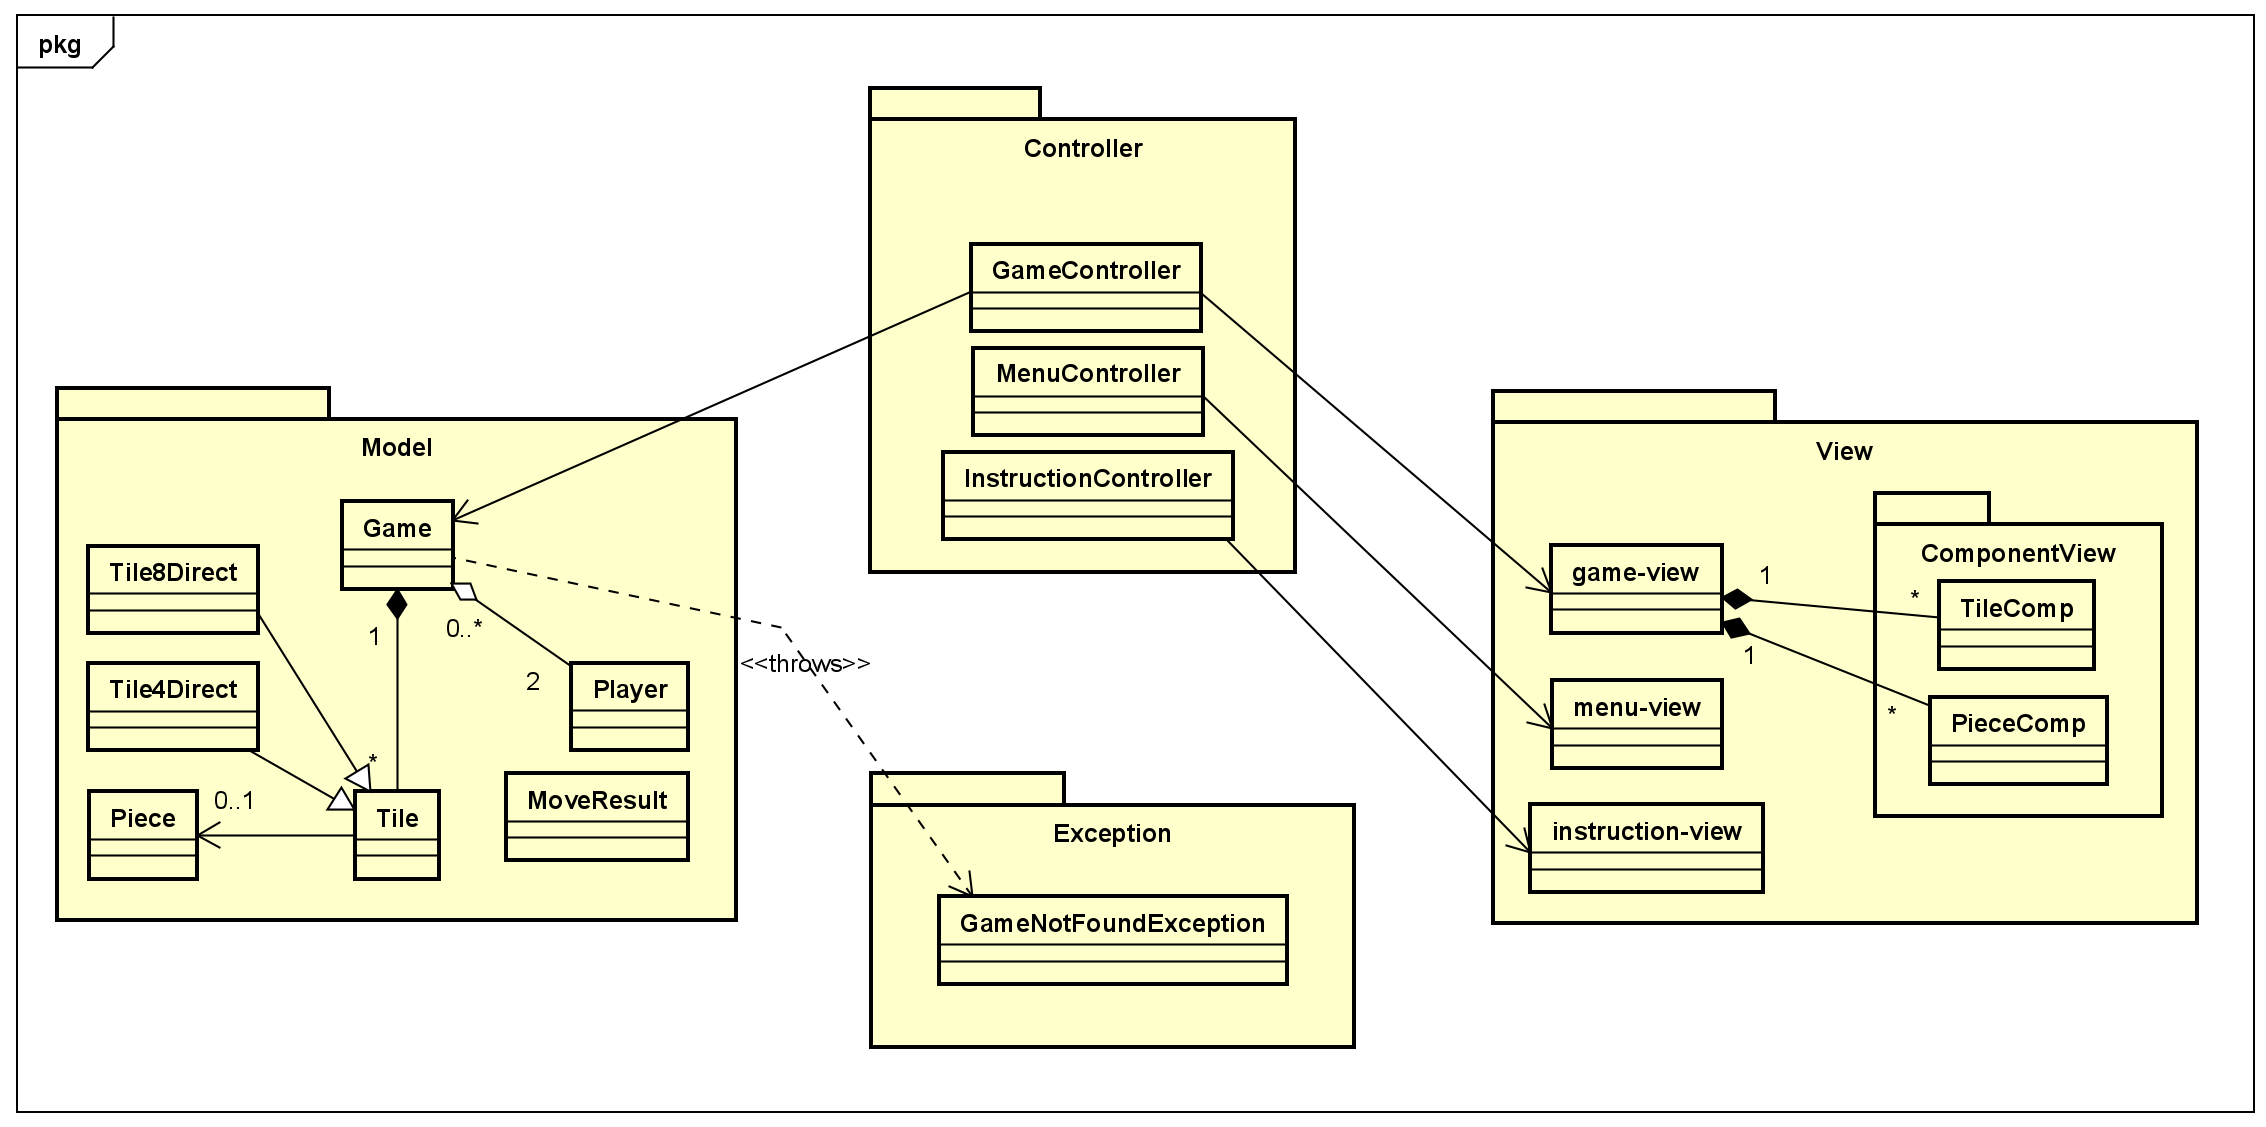 pkg
Controller
GameController
MenuController
InstructionController
Model
Game
Tile8Direct
Tile4Direct
1
0..*
2
Player
<<throws>>
*
0..1
Piece
Tile
MoveResult
Exception
GameNotFoundException
View
ComponentView
game-view
1
*
TileComp
1
*
PieceComp
menu-view
instruction-view